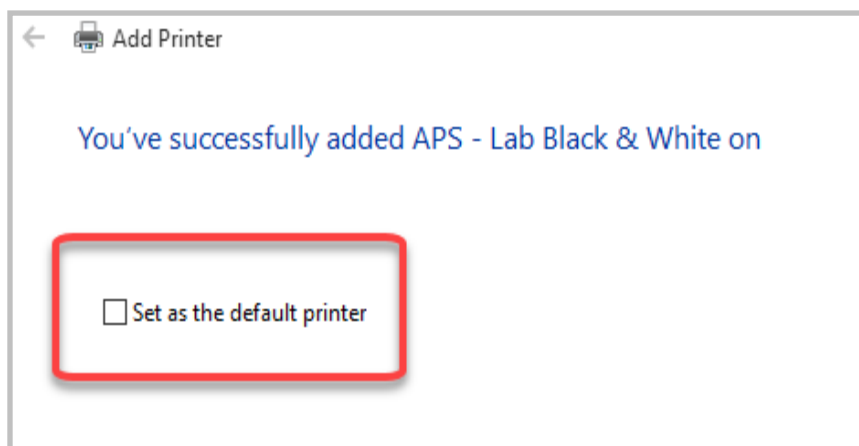 Add Printer
You've successfully added APS - Lab Black & White on
Set as the default printer